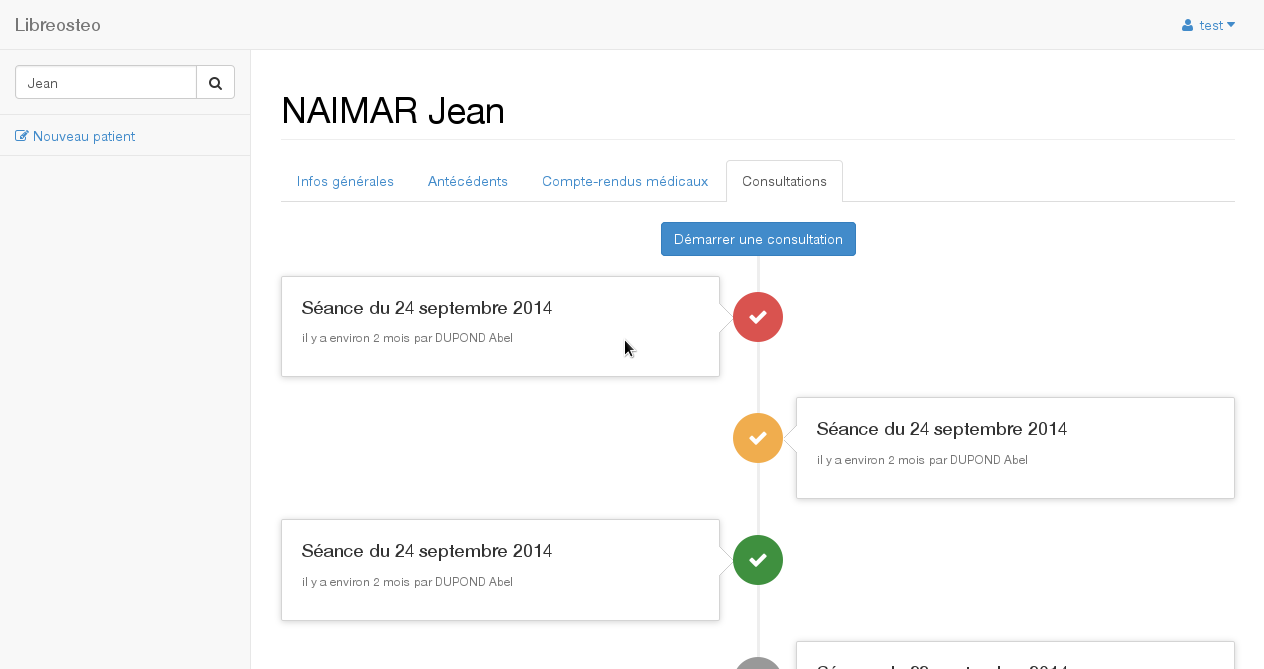 Libreosteo
test
Jean
Nouveau patient
NAIMAR Jean
Infos générales
Antécédents
Compte-rendus médicaux
Consultations
Démarrer une consultation
Séance du 24 septembre 2014
il y a environ 2 mois par DUPOND Abel
Séance du 24 septembre 2014
il y a environ 2 mois par DUPOND Abel
Séance du 24 septembre 2014
il y a environ 2 mois par DUPOND Abel